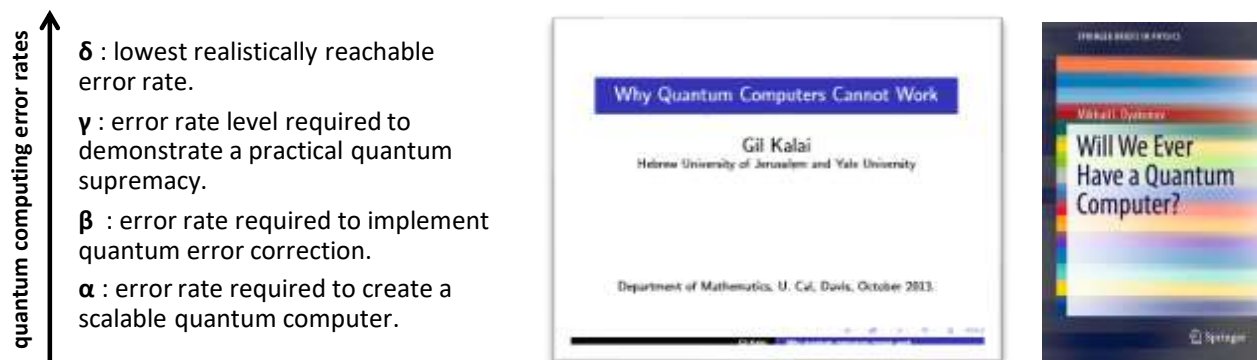 quantum computing error rates
δ : lowest realistically reachable
error rate.
γ : error rate level required to
demonstrate a practical quantum
supremacy.
β : error rate required to implement
quantum error correction.
α : error rate required to create a
scalable quantum computer.
Why Quantum Computers Cannot Work
Gil Kalai
Hebrew University of Jerusalem and Yale University
Department of Mathematics, U. Cal, Davis, October 2013.
SPRINGER BRIEFS IN PHYSICS
Mikhail I. Dyakonov
Will We Ever
Have a Quantum
Computer?
Springer